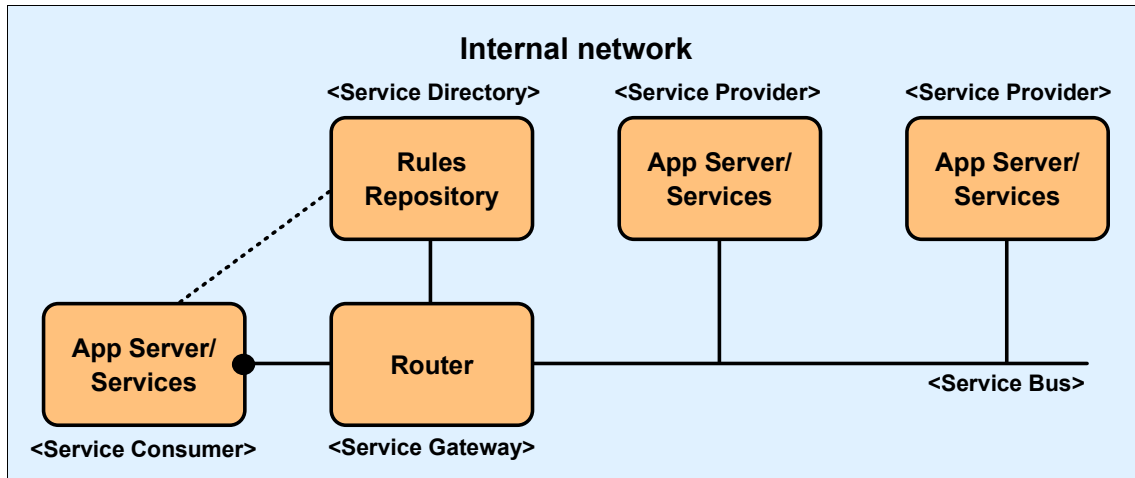 Internal network
<Service Directory>
<Service Provider>
<Service Provider>
Rules
Repository
App Server/
Services
App Server/
Services
App Server/
Services
Router
<Service Bus>
<Service Consumer>
<Service Gateway>